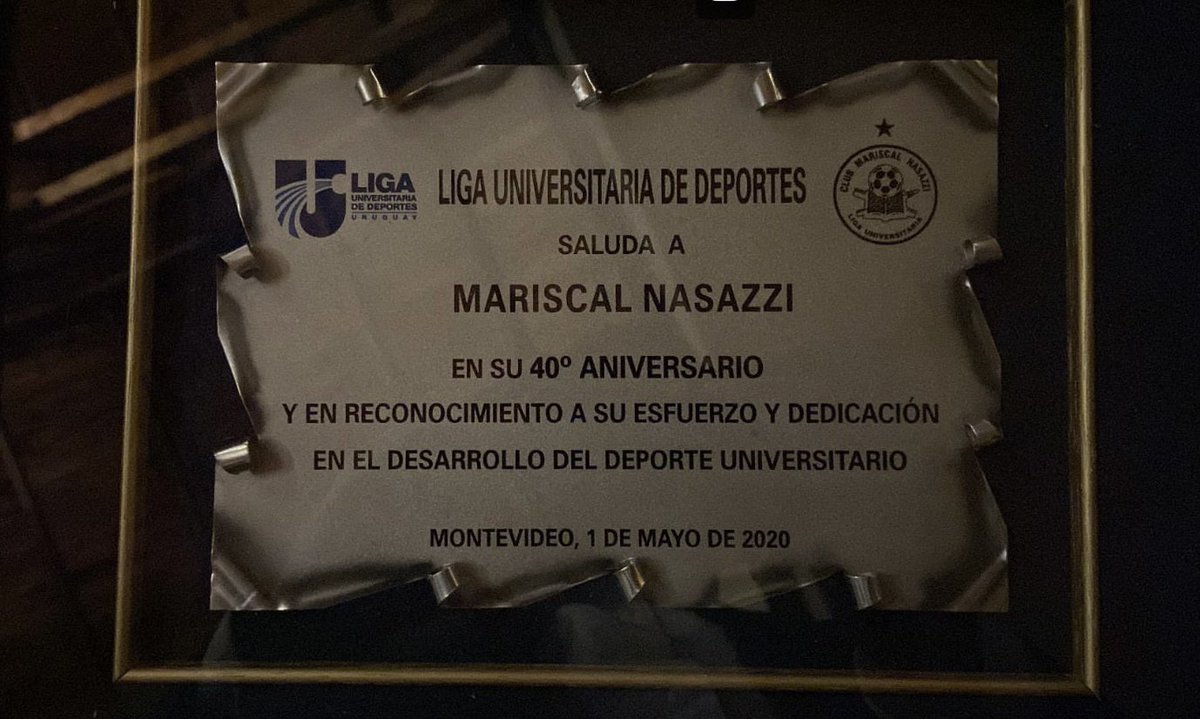 LIGA
UNIVERSITARIA
DE DEPORTES
URUGUAY
LIGA UNIVERSITARIA DE DEPORTES
CLUB MARISCAL NASAZZI
LIGA UNIVERSITARIA
SALUDA A
MARISCAL NASAZZI
EN SU 40º ANIVERSARIO
Y EN RECONOCIMIENTO A SU ESFUERZO Y DEDICACIÓN
EN EL DESARROLLO DEL DEPORTE UNIVERSITARIO
MONTEVIDEO, 1 DE MAYO DE 2020